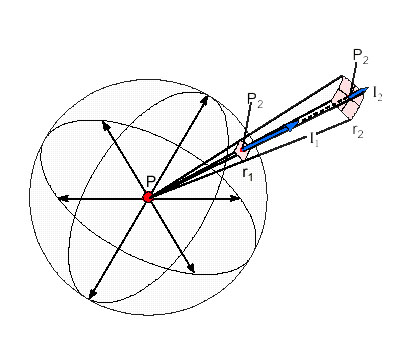 P₂
I₂
r₂
P₂
I₁
r₁
P